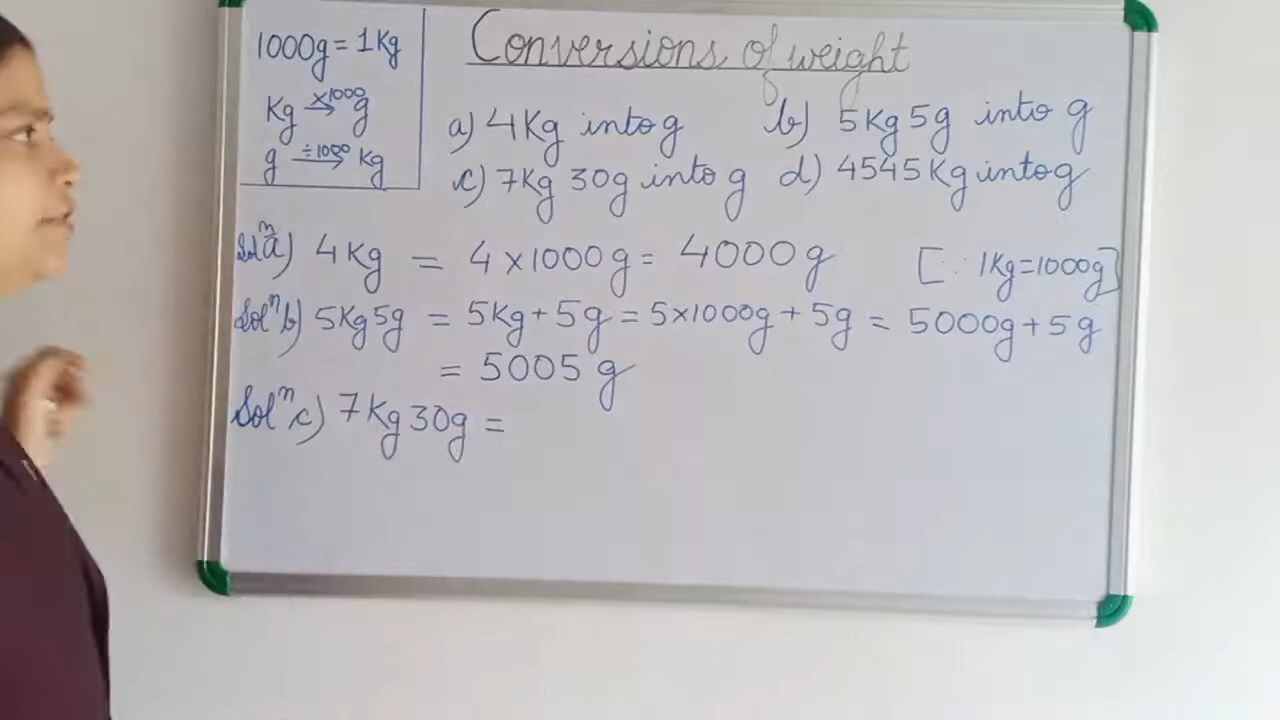 1000g = 1Kg
Kg ×1000→ g
g ÷1000→ Kg
Conversions of weight
a) 4Kg into g b) 5Kg 5g into g
c) 7Kg 30g into g d) 4545Kg into g
Solⁿ a) 4Kg = 4 × 1000g = 4000g [∵ 1Kg=1000g]
Solⁿ b) 5Kg 5g = 5Kg + 5g = 5×1000g + 5g = 5000g + 5g
= 5005 g
Solⁿ c) 7Kg 30g =